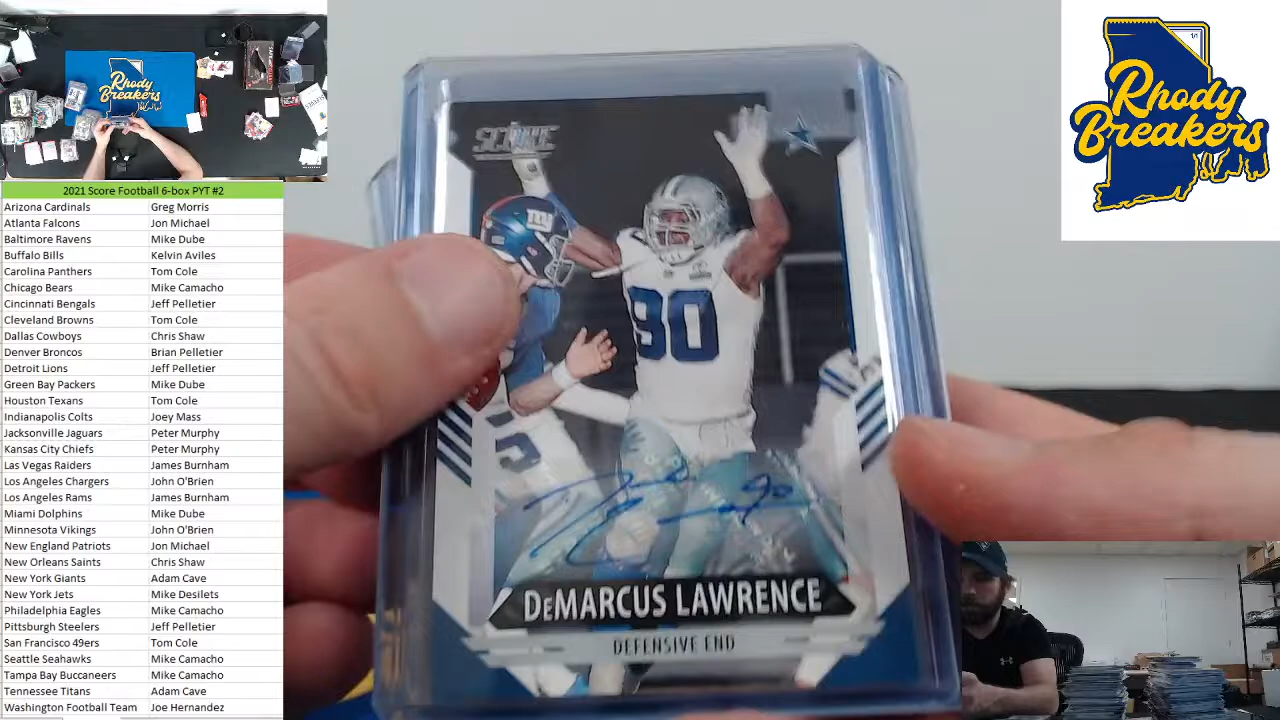 Rhody
Breakers
2021 Score Football 6-box PYT #2
Arizona Cardinals Greg Morris
Atlanta Falcons Jon Michael
Baltimore Ravens Mike Dube
Buffalo Bills Kelvin Aviles
Carolina Panthers Tom Cole
Chicago Bears Mike Camacho
Cincinnati Bengals Jeff Pelletier
Cleveland Browns Tom Cole
Dallas Cowboys Chris Shaw
Denver Broncos Brian Pelletier
Detroit Lions Jeff Pelletier
Green Bay Packers Mike Dube
Houston Texans Tom Cole
Indianapolis Colts Joey Mass
Jacksonville Jaguars Peter Murphy
Kansas City Chiefs Peter Murphy
Las Vegas Raiders James Burnham
Los Angeles Chargers John O'Brien
Los Angeles Rams James Burnham
Miami Dolphins Mike Dube
Minnesota Vikings John O'Brien
New England Patriots Jon Michael
New Orleans Saints Chris Shaw
New York Giants Adam Cave
New York Jets Mike Desilets
Philadelphia Eagles Mike Camacho
Pittsburgh Steelers Jeff Pelletier
San Francisco 49ers Tom Cole
Seattle Seahawks Mike Camacho
Tampa Bay Buccaneers Mike Camacho
Tennessee Titans Adam Cave
Washington Football Team Joe Hernandez
SCORE
NY
90
5
90
DEMARCUS LAWRENCE
DEFENSIVE END
1/1
Rhody
Breakers